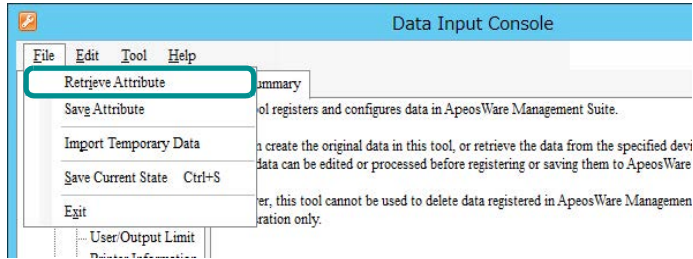 Data Input Console
File Edit Tool Help
Retrieve Attribute
Save Attribute
Import Temporary Data
Save Current State Ctrl+S
Exit
User/Output Limit
Printer Information
ummary
ol registers and configures data in ApeosWare Management Suite.
create the original data in this tool, or retrieve the data from the specified devi
data can be edited or processed before registering or saving them to ApeosWare
er, this tool cannot be used to delete data registered in ApeosWare Managemen
ration only.